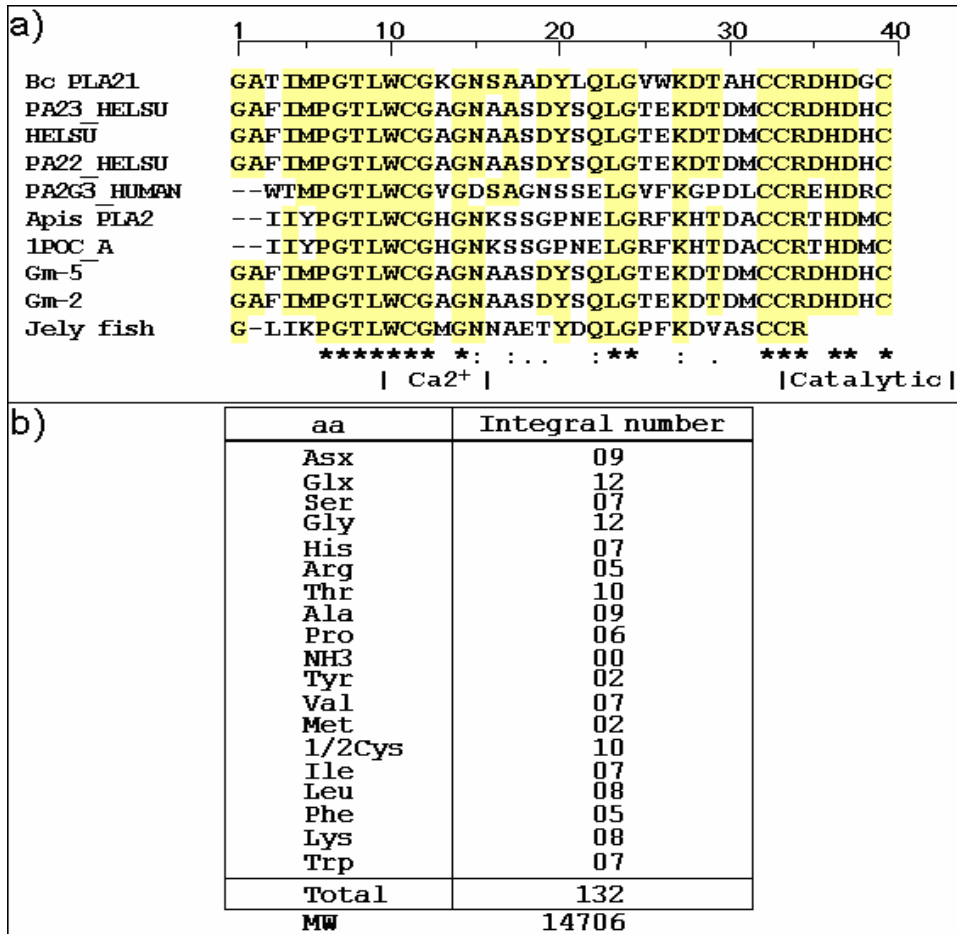 a)
1 10 20 30 40
Bc PLA21 GATIMPGTLWCGKGNSAADYLQLGVWKDTAHCCRDHDGC
PA23_HELSU GAFIMPGTLWCGAGNAASDYSQLGTEKDTDMCCRDHDHC
HELSU GAFIMPGTLWCGAGNAASDYSQLGTEKDTDMCCRDHDHC
PA22_HELSU GAFIMPGTLWCGAGNAASDYSQLGTEKDTDMCCRDHDHC
PA2G3_HUMAN --WTMPGTLWCGVGDSAGNSSELGVFKGPDLCCREHDRC
Apis PLA2 --IIYPGTLWCGHGNKSSGPNELGRFKHTDACCRTHDMC
1POC_A --IIYPGTLWCGHGNKSSGPNELGRFKHTDACCRTHDMC
Gm-5 GAFIMPGTLWCGAGNAASDYSQLGTEKDTDMCCRDHDHC
Gm-2 GAFIMPGTLWCGAGNAASDYSQLGTEKDTDMCCRDHDHC
Jely fish G-LIKPGTLWCGMGNNAETYDQLGPFKDVASCCR
******* *: :.. :** : . *** ** *
| Ca2+ | |Catalytic|
b)
aa Integral number
Asx 09
Glx 12
Ser 07
Gly 12
His 07
Arg 05
Thr 10
Ala 09
Pro 06
NH3 00
Tyr 02
Val 07
Met 02
1/2Cys 10
Ile 07
Leu 08
Phe 05
Lys 08
Trp 07
Total 132
MW 14706